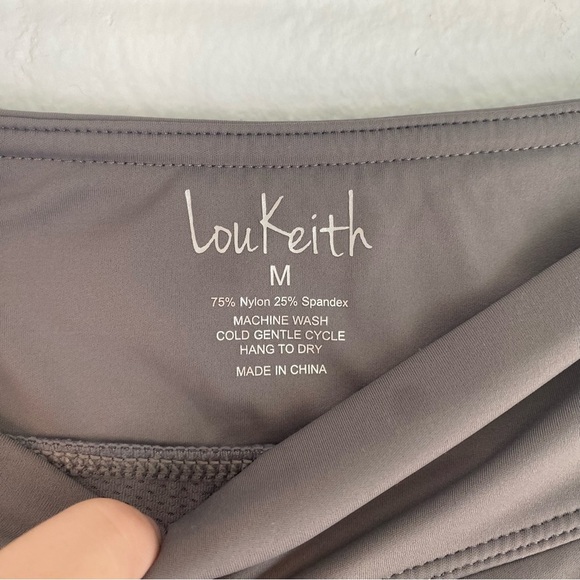 LouKeith
M
75% Nylon 25% Spandex
MACHINE WASH
COLD GENTLE CYCLE
HANG TO DRY
MADE IN CHINA